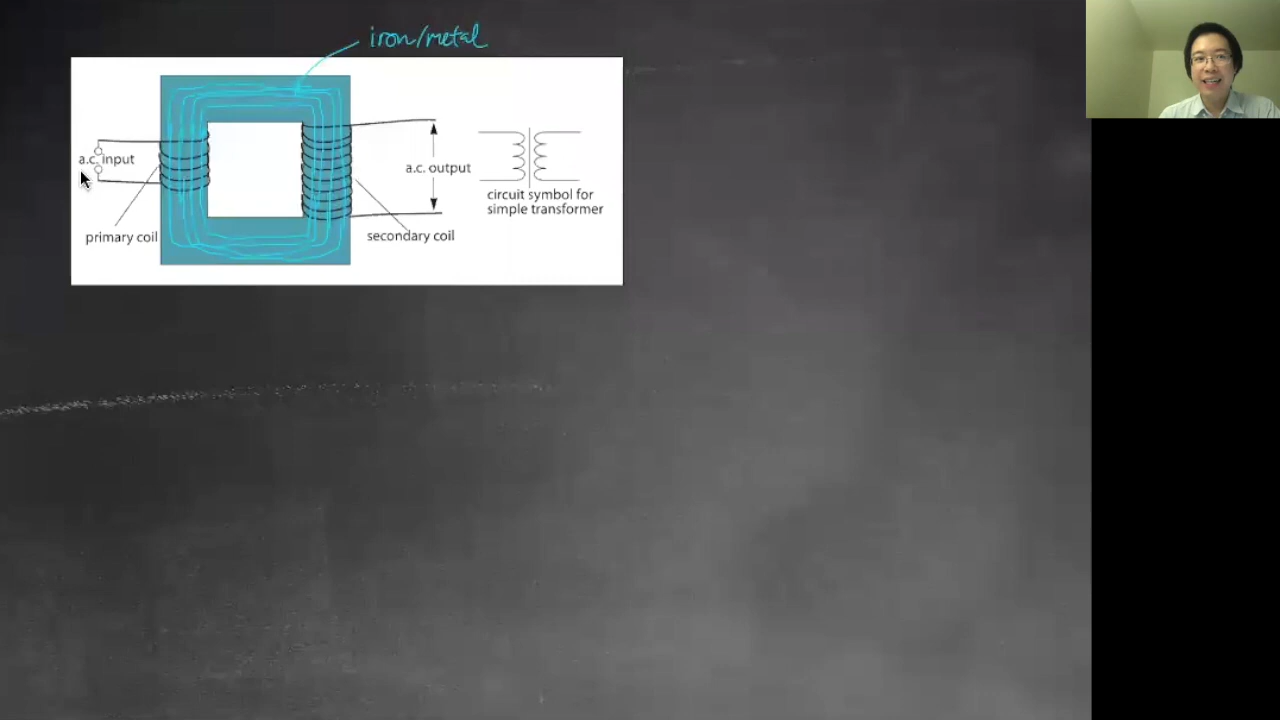 iron/metal
a.c. input
a.c. output
primary coil
secondary coil
circuit symbol for
simple transformer